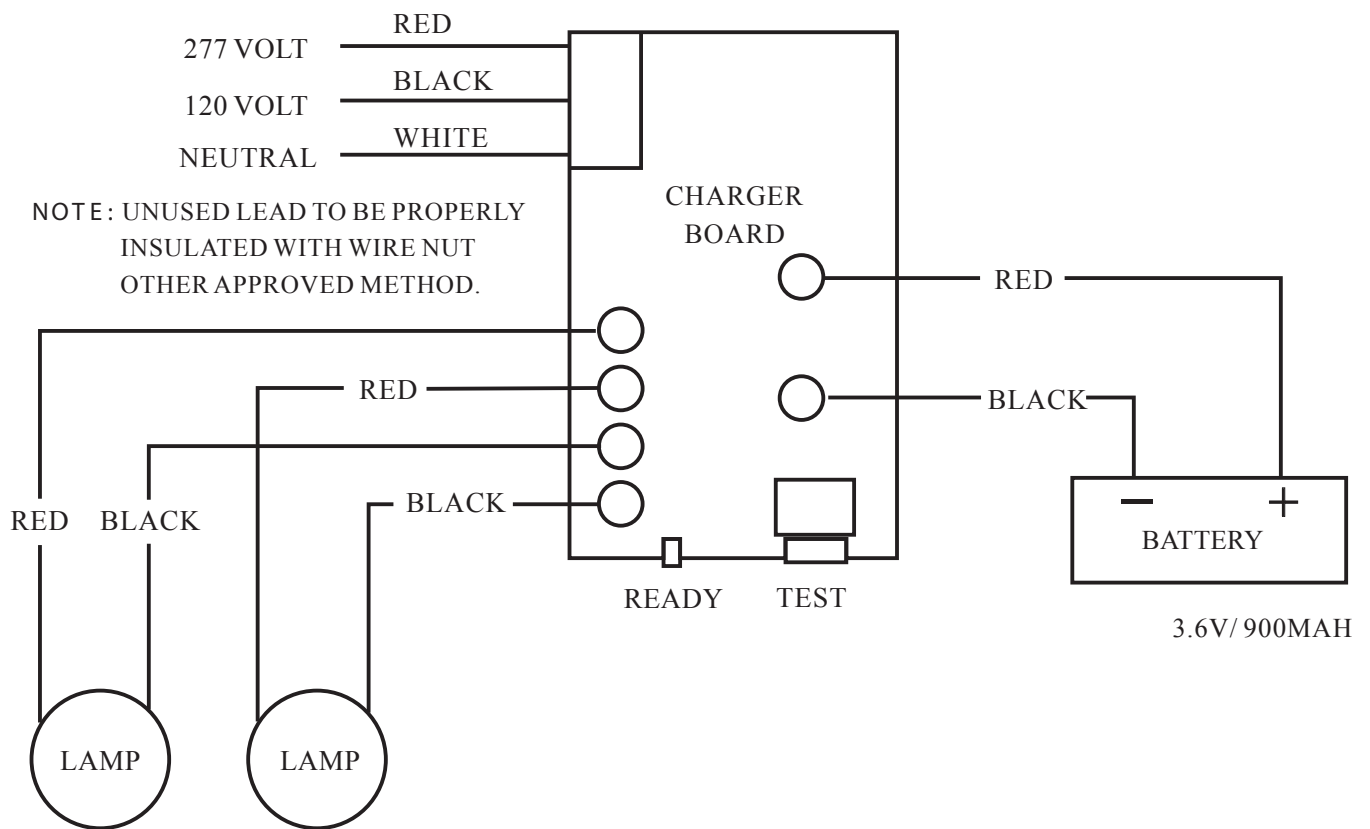 RED
277 VOLT
BLACK
120 VOLT
WHITE
NEUTRAL
NOTE: UNUSED LEAD TO BE PROPERLY
INSULATED WITH WIRE NUT
OTHER APPROVED METHOD.
CHARGER
BOARD
RED
RED
BLACK
BLACK
RED
BLACK
- +
BATTERY
READY
TEST
3.6V/ 900MAH
LAMP
LAMP